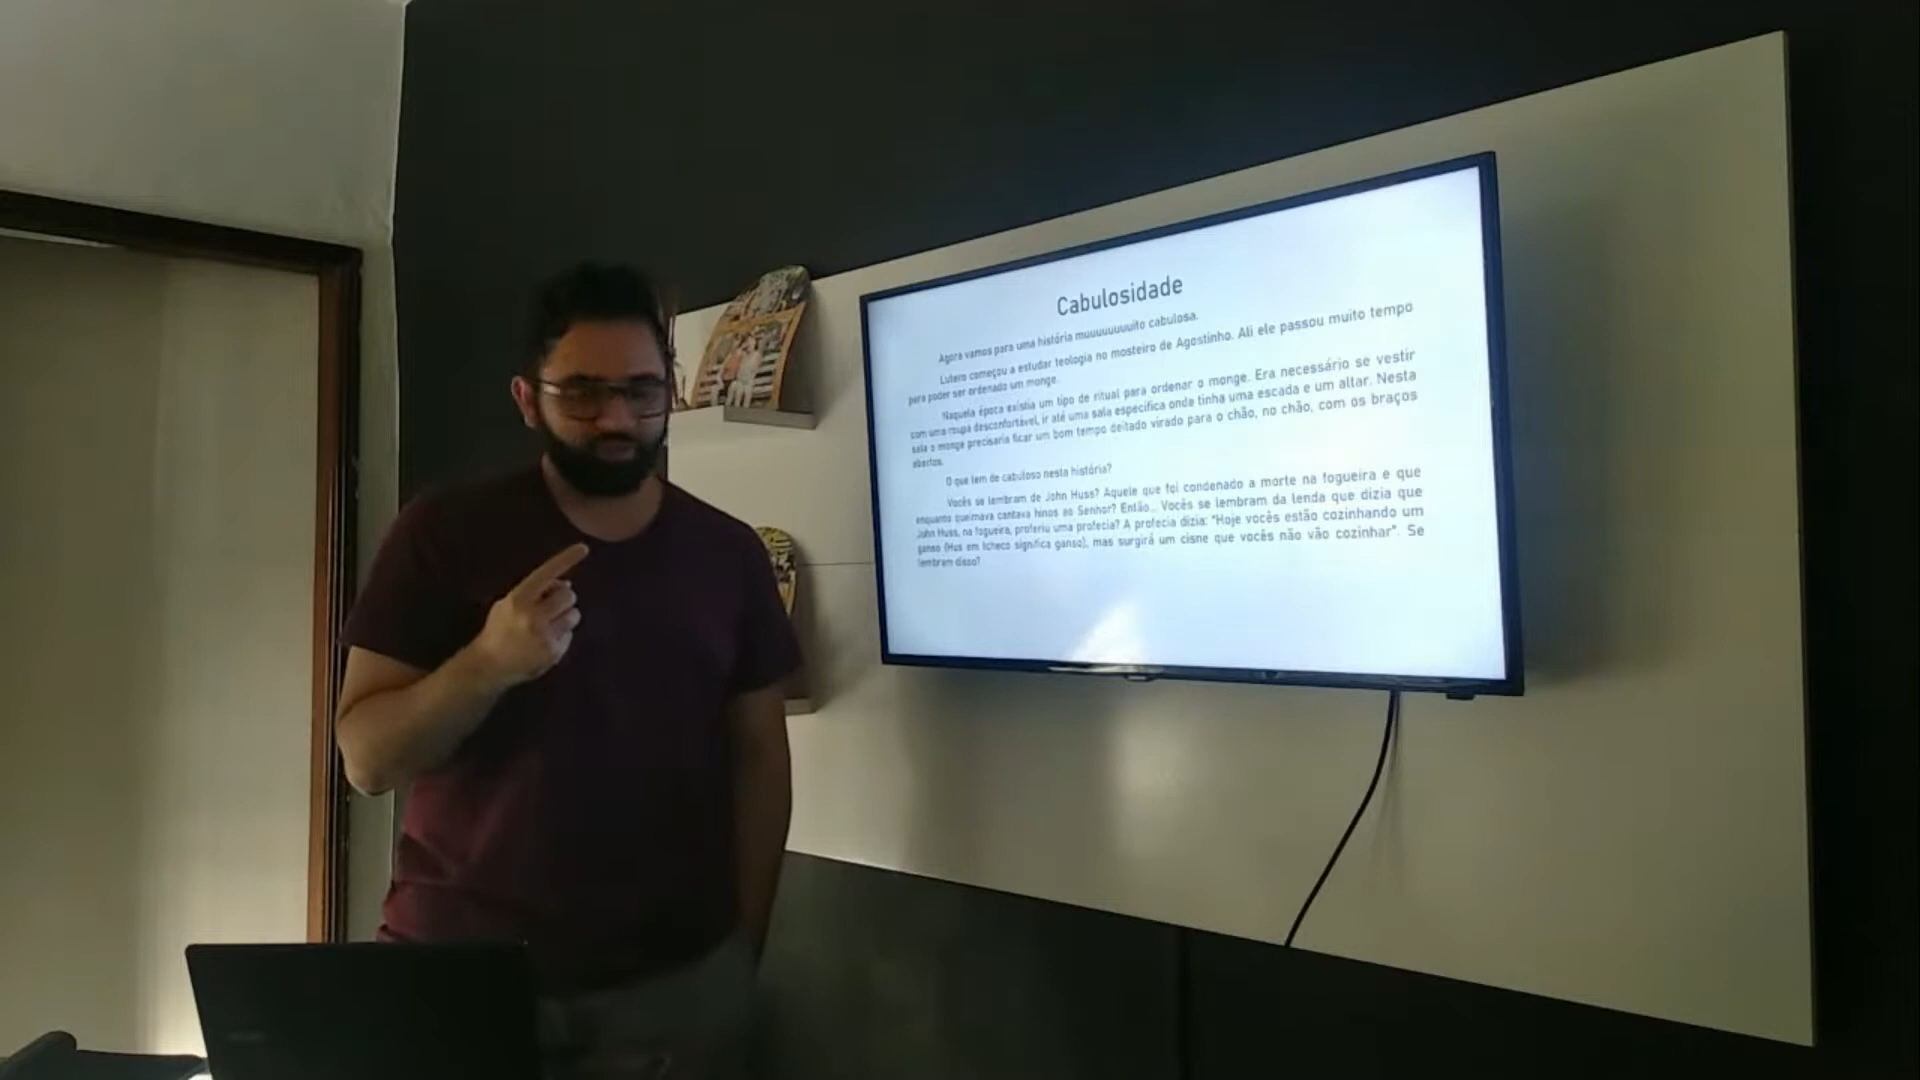 Cabulosidade
Agora vamos para uma história muuuuuuuuito cabulosa.
Lutero começou a estudar teologia no mosteiro de Agostinho. Ali ele passou muito tempo
para poder ser ordenado um monge.
Naquela época existia um tipo de ritual para ordenar o monge. Era necessário se vestir
com uma roupa desconfortável, ir até uma sala específica onde tinha uma escada e um altar. Nesta
sala o monge precisaria ficar um bom tempo deitado virado para o chão, no chão, com os braços
abertos.
O que tem de cabuloso nesta história?
Vocês se lembram de John Huss? Aquele que foi condenado a morte na fogueira e que
enquanto queimava cantava hinos ao Senhor? Então... Vocês se lembram da lenda que dizia que
John Huss, na fogueira, proferiu uma profecia? A profecia dizia: "Hoje vocês estão cozinhando um
ganso (Hus em tcheco significa ganso), mas surgirá um cisne que vocês não vão cozinhar". Se
lembram disso?